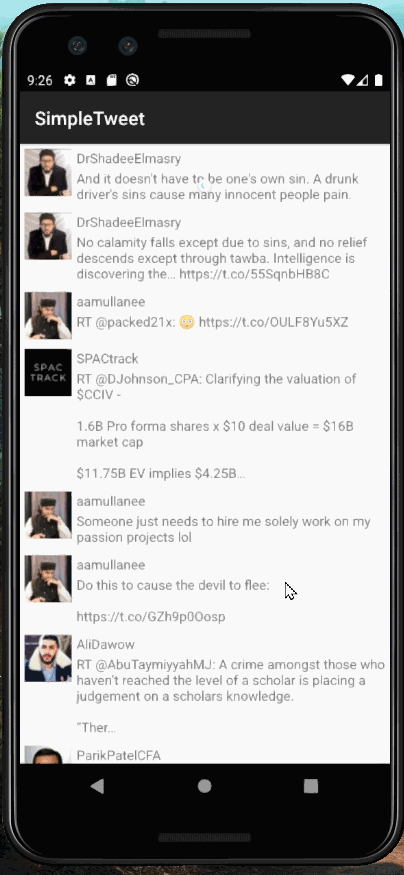 9:26
SimpleTweet
DrShadeeElmasry
And it doesn't have to be one's own sin. A drunk
driver's sins cause many innocent people pain.
DrShadeeElmasry
No calamity falls except due to sins, and no relief
descends except through tawba. Intelligence is
discovering the… https://t.co/55SqnbHB8C
aamullanee
RT @packed21x: 😳 https://t.co/OULF8Yu5XZ
SPAC
TRACK
SPACtrack
RT @DJohnson_CPA: Clarifying the valuation of
$CCIV -
1.6B Pro forma shares x $10 deal value = $16B
market cap
$11.75B EV implies $4.25B…
aamullanee
Someone just needs to hire me solely work on my
passion projects lol
aamullanee
Do this to cause the devil to flee:
https://t.co/GZh9p0Oosp
AliDawow
RT @AbuTaymiyyahMJ: A crime amongst those who
haven't reached the level of a scholar is placing a
judgement on a scholars knowledge.
"Ther…
ParikPatelCFA